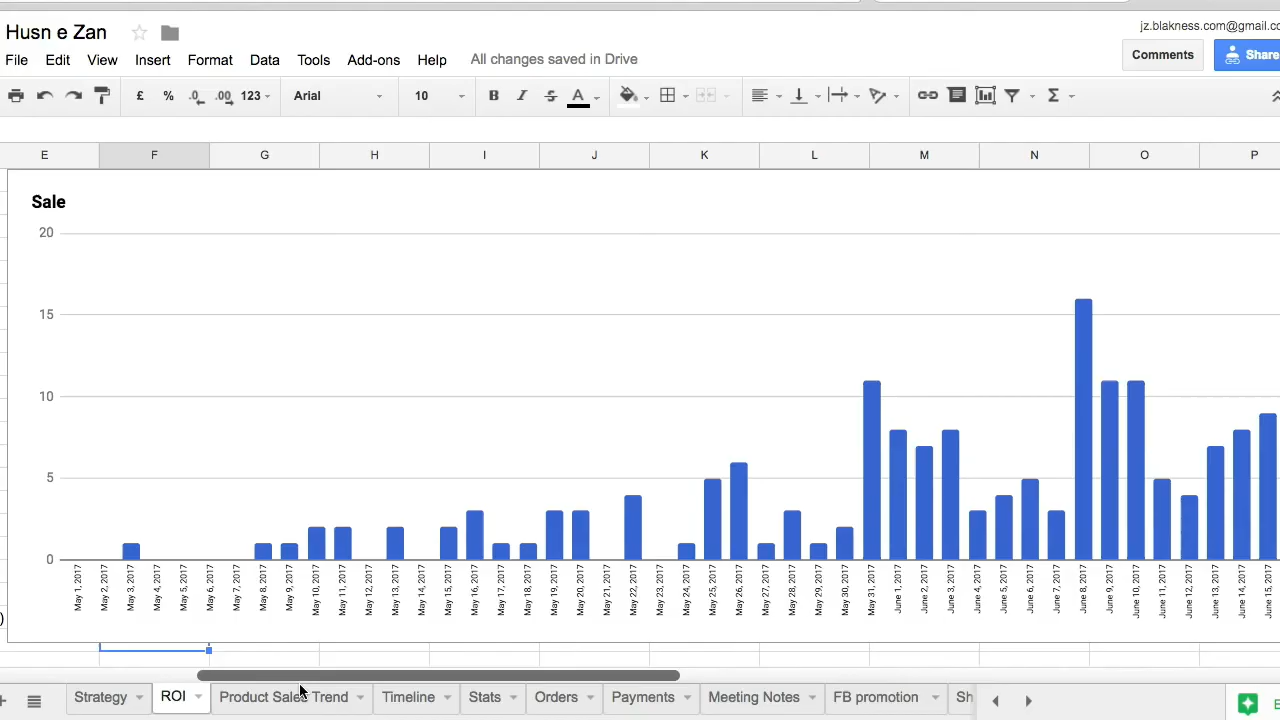 Husn e Zan
jz.blakness.com@gmail.co
File Edit View Insert Format Data Tools Add-ons Help All changes saved in Drive
Comments Share
£ % .0 .00 123 Arial 10 B I S A Σ
E F G H I J K L M N O P
Sale
20
15
10
5
0
May 1, 2017 May 2, 2017 May 3, 2017 May 4, 2017 May 5, 2017 May 6, 2017 May 7, 2017 May 8, 2017 May 9, 2017 May 10, 2017 May 11, 2017 May 12, 2017 May 13, 2017 May 14, 2017 May 15, 2017 May 16, 2017 May 17, 2017 May 18, 2017 May 19, 2017 May 20, 2017 May 21, 2017 May 22, 2017 May 23, 2017 May 24, 2017 May 25, 2017 May 26, 2017 May 27, 2017 May 28, 2017 May 29, 2017 May 30, 2017 May 31, 2017 June 1, 2017 June 2, 2017 June 3, 2017 June 4, 2017 June 5, 2017 June 6, 2017 June 7, 2017 June 8, 2017 June 9, 2017 June 10, 2017 June 11, 2017 June 12, 2017 June 13, 2017 June 14, 2017 June 15, 2017
)
Strategy ROI Product Sales Trend Timeline Stats Orders Payments Meeting Notes FB promotion Sh